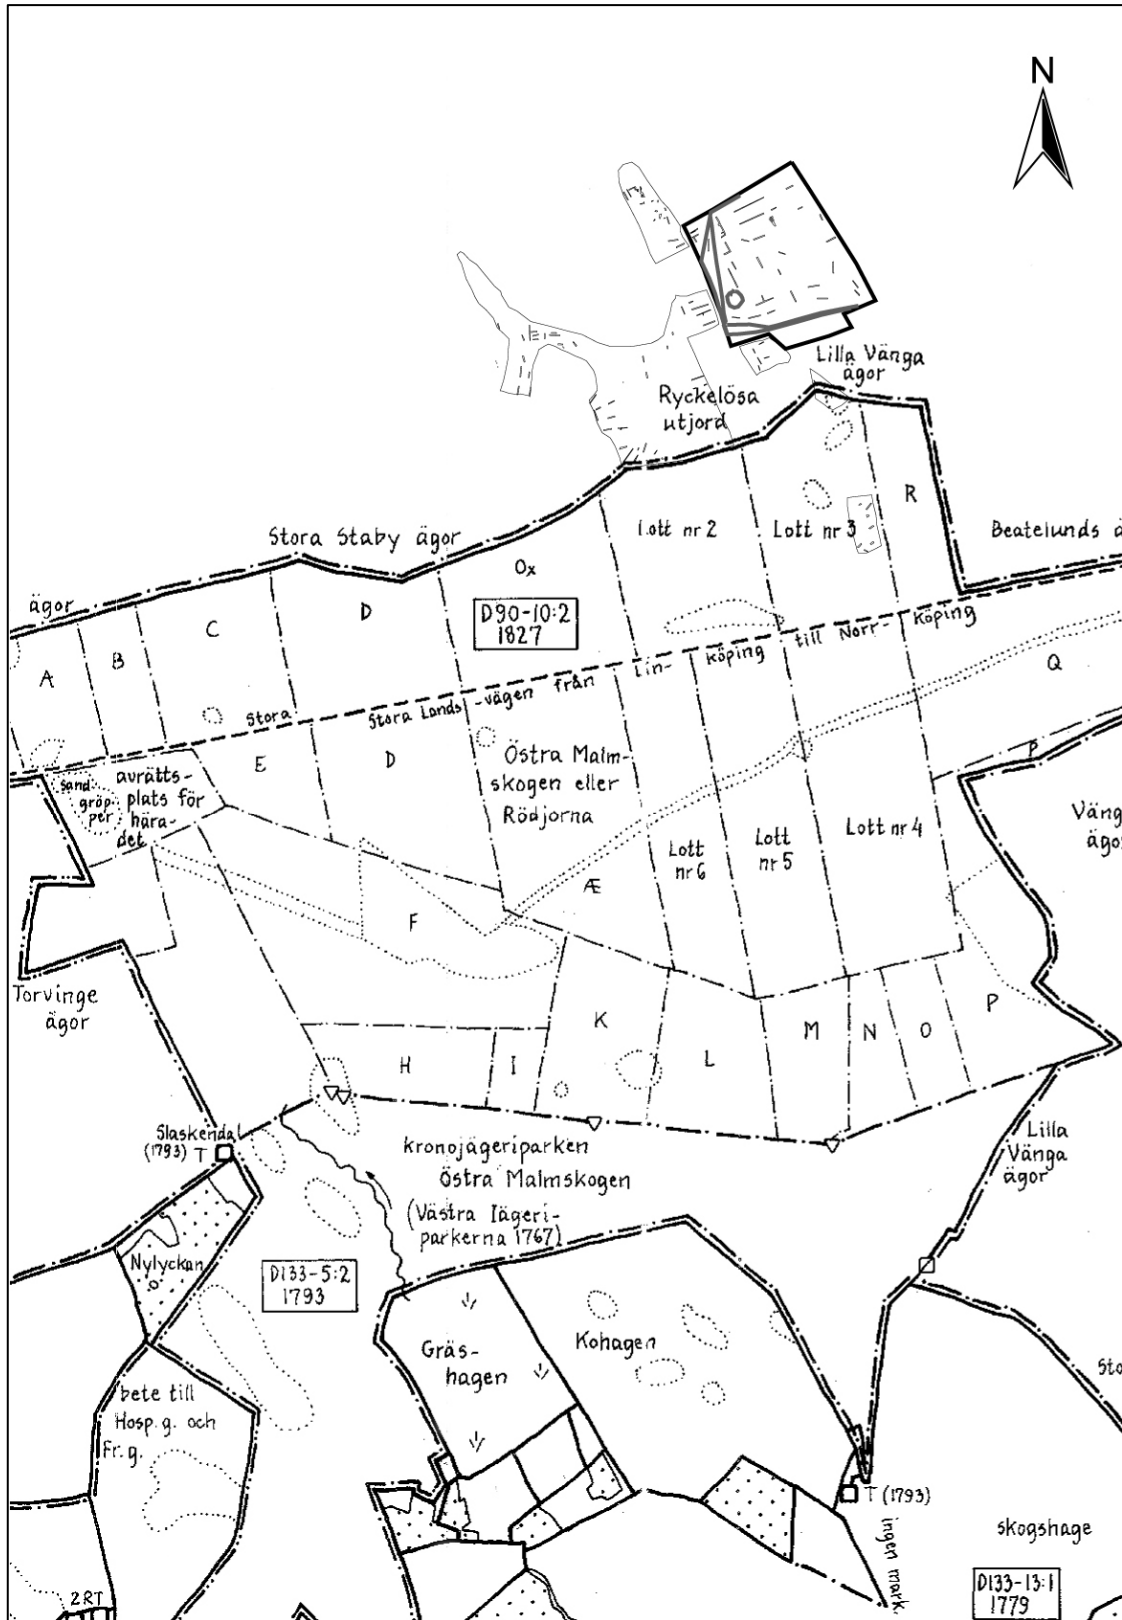 N
Lilla Vänga
ägor
Ryckelösa
utjord
R
Lott nr 2
Lott nr 3
Stora Staby ägor
Beatelunds ä
Ox
ägor
D90-10:2
1827
A
B
C
D
Stora
Stora Lands-vägen från Lin-köping till Norr-köping
Q
E
D
Östra Malm-
skogen eller
Rödjorna
P
sand-
gröp-
per
avrätts-
plats för
hära-
det
Lott
nr 6
Lott
nr 5
Lott nr 4
Väng
ägo
Æ
F
Torvinge
ägor
K
P
H
I
L
M
N
O
Slaskendal
(1793) T
kronojägeriparken
Östra Malmskogen
(Västra Jägeri-
parkerna 1767)
Lilla
Vänga
ägor
Nylyckan
D133-5:2
1793
Gräs-
hagen
Kohagen
Sto
bete till
Hosp. g. och
Fr. g.
T (1793)
ingen mark.
skogshage
2RT
D133-13:1
1779